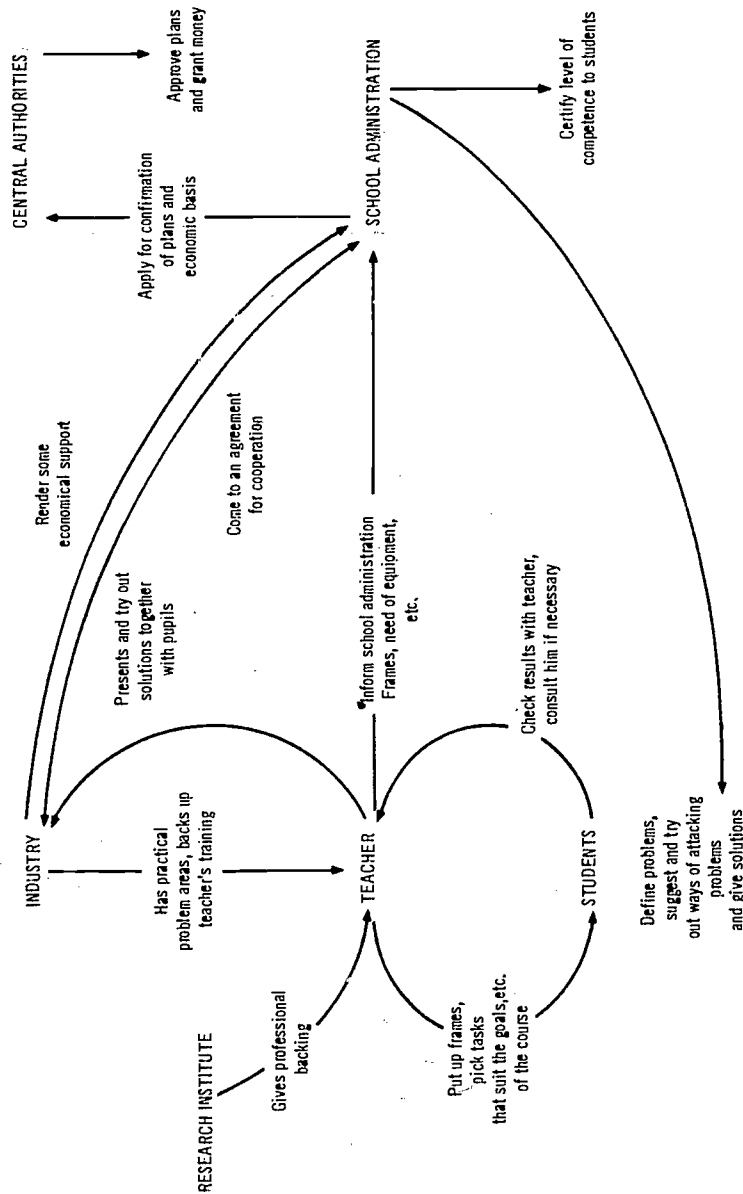 CENTRAL AUTHORITIES
Approve plans
and grant money
Apply for confirmation
of plans and
economic basis
SCHOOL ADMINISTRATION
Certify level of
competence to students
Render some
economical support
Come to an agreement
for cooperation
Presents and try out
solutions together
with pupils
Inform school administration
Frames, need of equipment,
etc.
Check results with teacher,
consult him if necessary
INDUSTRY
Has practical
problem areas, backs up
teacher's training
TEACHER
STUDENTS
Define problems,
suggest and try
out ways of attacking
problems
and give solutions
RESEARCH INSTITUTE
Gives professional
backing
Put up frames,
pick tasks
that suit the goals,etc.
of the course